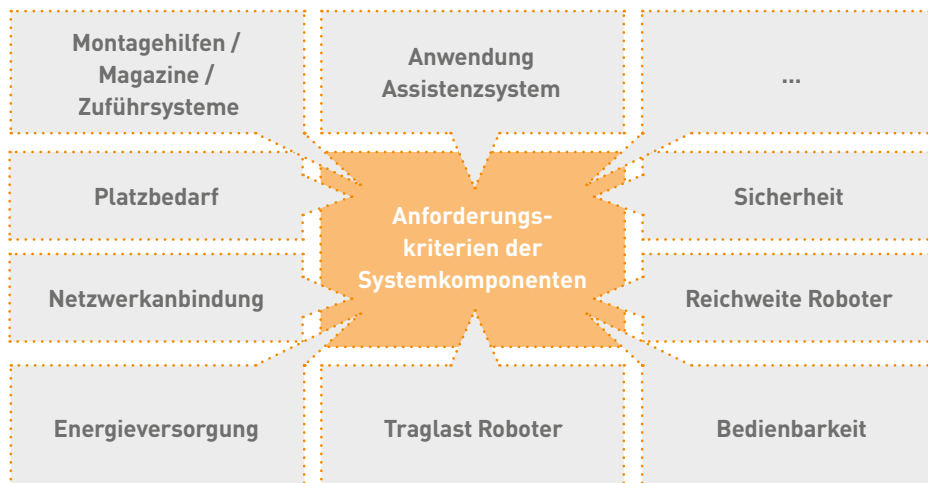 Montagehilfen /
Magazine /
Zuführsysteme
Anwendung
Assistenzsystem
...
Platzbedarf
Anforderungs-
kriterien der
Systemkomponenten
Sicherheit
Netzwerkanbindung
Reichweite Roboter
Energieversorgung
Traglast Roboter
Bedienbarkeit